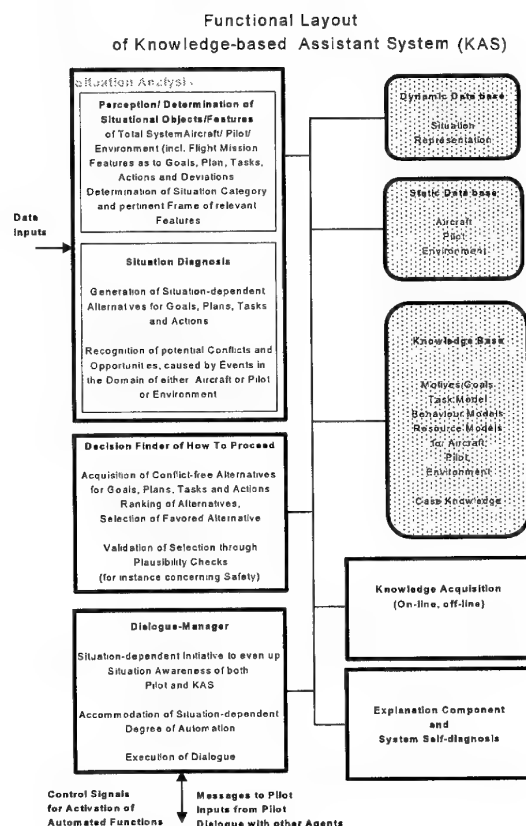 Functional Layout
of Knowledge-based Assistant System (KAS)
Situation Analysis
Perception/ Determination of
Situational Objects/Features
of Total System Aircraft/ Pilot/
Environment (incl. Flight Mission
Features as to Goals, Plan, Tasks,
Actions and Deviations
Determination of Situation Category
and pertinent Frame of relevant
Features
Data
Inputs
Situation Diagnosis
Generation of Situation-dependent
Alternatives for Goals, Plans, Tasks
and Actions
Recognition of potential Conflicts and
Opportunities, caused by Events in
the Domain of either Aircraft or Pilot
or Environment
Decision Finder of How To Proceed
Acquisition of Conflict-free Alternatives
for Goals, Plans, Tasks and Actions
Ranking of Alternatives,
Selection of Favored Alternative
Validation of Selection through
Plausibility Checks
(for instance concerning Safety)
Dialogue-Manager
Situation-dependent Initiative to even up
Situation Awareness of both
Pilot and KAS
Accommodation of Situation-dependent
Degree of Automation
Execution of Dialogue
Control Signals
for Activation of
Automated Functions
Messages to Pilot
Inputs from Pilot
Dialogue with other Agents
Dynamic Data base
Situation
Representation
Static Data base
Aircraft
Pilot
Environment
Knowledge Base
Motives/Goals
Task Model
Behaviour Models
Resource Models
for Aircraft,
Pilot,
Environment
Case Knowledge
Knowledge Acquisition
(On-line, off-line)
Explanation Component
and
System Self-diagnosis